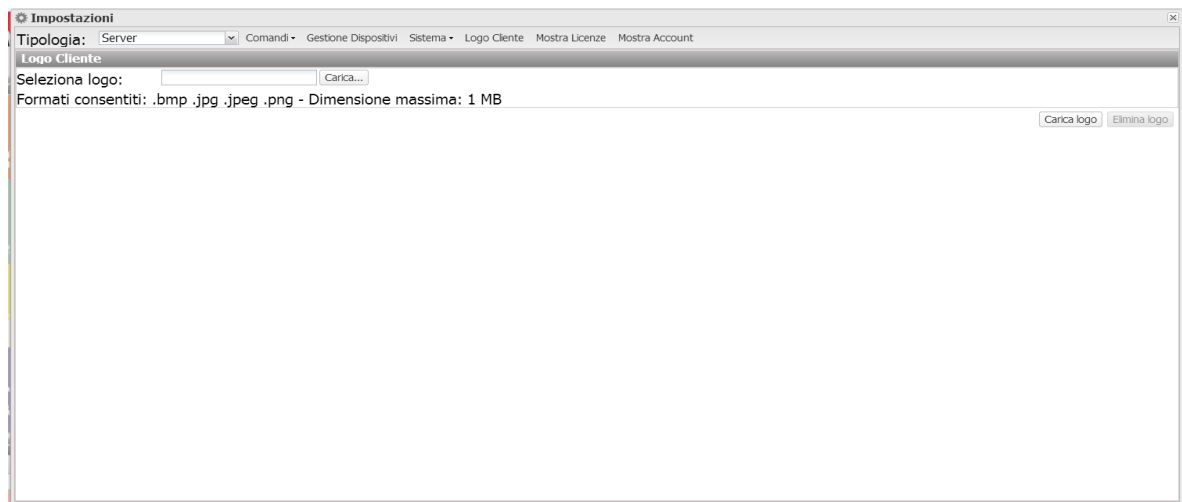 Impostazioni
Tipologia: Server Comandi Gestione Dispositivi Sistema Logo Cliente Mostra Licenze Mostra Account
Logo Cliente
Seleziona logo: Carica...
Formati consentiti: .bmp .jpg .jpeg .png - Dimensione massima: 1 MB
Carica logo Elimina logo